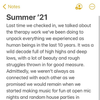 Notes
Summer '21
Last time we checked in, we talked about
the therapy work we've been doing to
unpack everything we experienced as
human beings in the last 10 years. It was a
wild decade full of high highs and deep
lows, with a lot of beauty and rough
straights thrown in for good measure.
Admittedly, we weren't always as
connected with each other as we
could be. We would remain when we
started making music for fun at open mic
nights and random house parties in